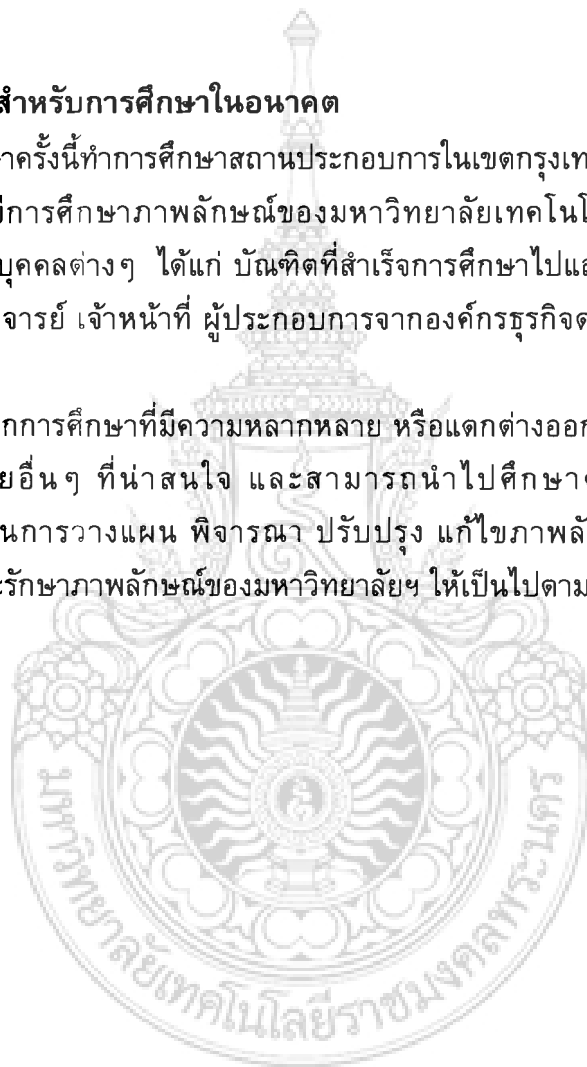 สำหรับการศึกษาในอนาคต
าครั้งนี้ทำการศึกษาสถานประกอบการในเขตกรุงเท
มีการศึกษาภาพลักษณ์ของมหาวิทยาลัยเทคโนโ
บุคคลต่างๆ ได้แก่ บัณฑิตที่สำเร็จการศึกษาไปแล
จารย์ เจ้าหน้าที่ ผู้ประกอบการจากองค์กรธุรกิจต
กการศึกษาที่มีความหลากหลาย หรือแตกต่างออก
ยอื่นๆ ที่น่าสนใจ และสามารถนำไปศึกษา
นการวางแผน พิจารณา ปรับปรุง แก้ไขภาพลั
ะรักษาภาพลักษณ์ของมหาวิทยาลัยฯ ให้เป็นไปตาม
มหาวิทยาลัยเทคโนโลยีราชมงคลพระนคร